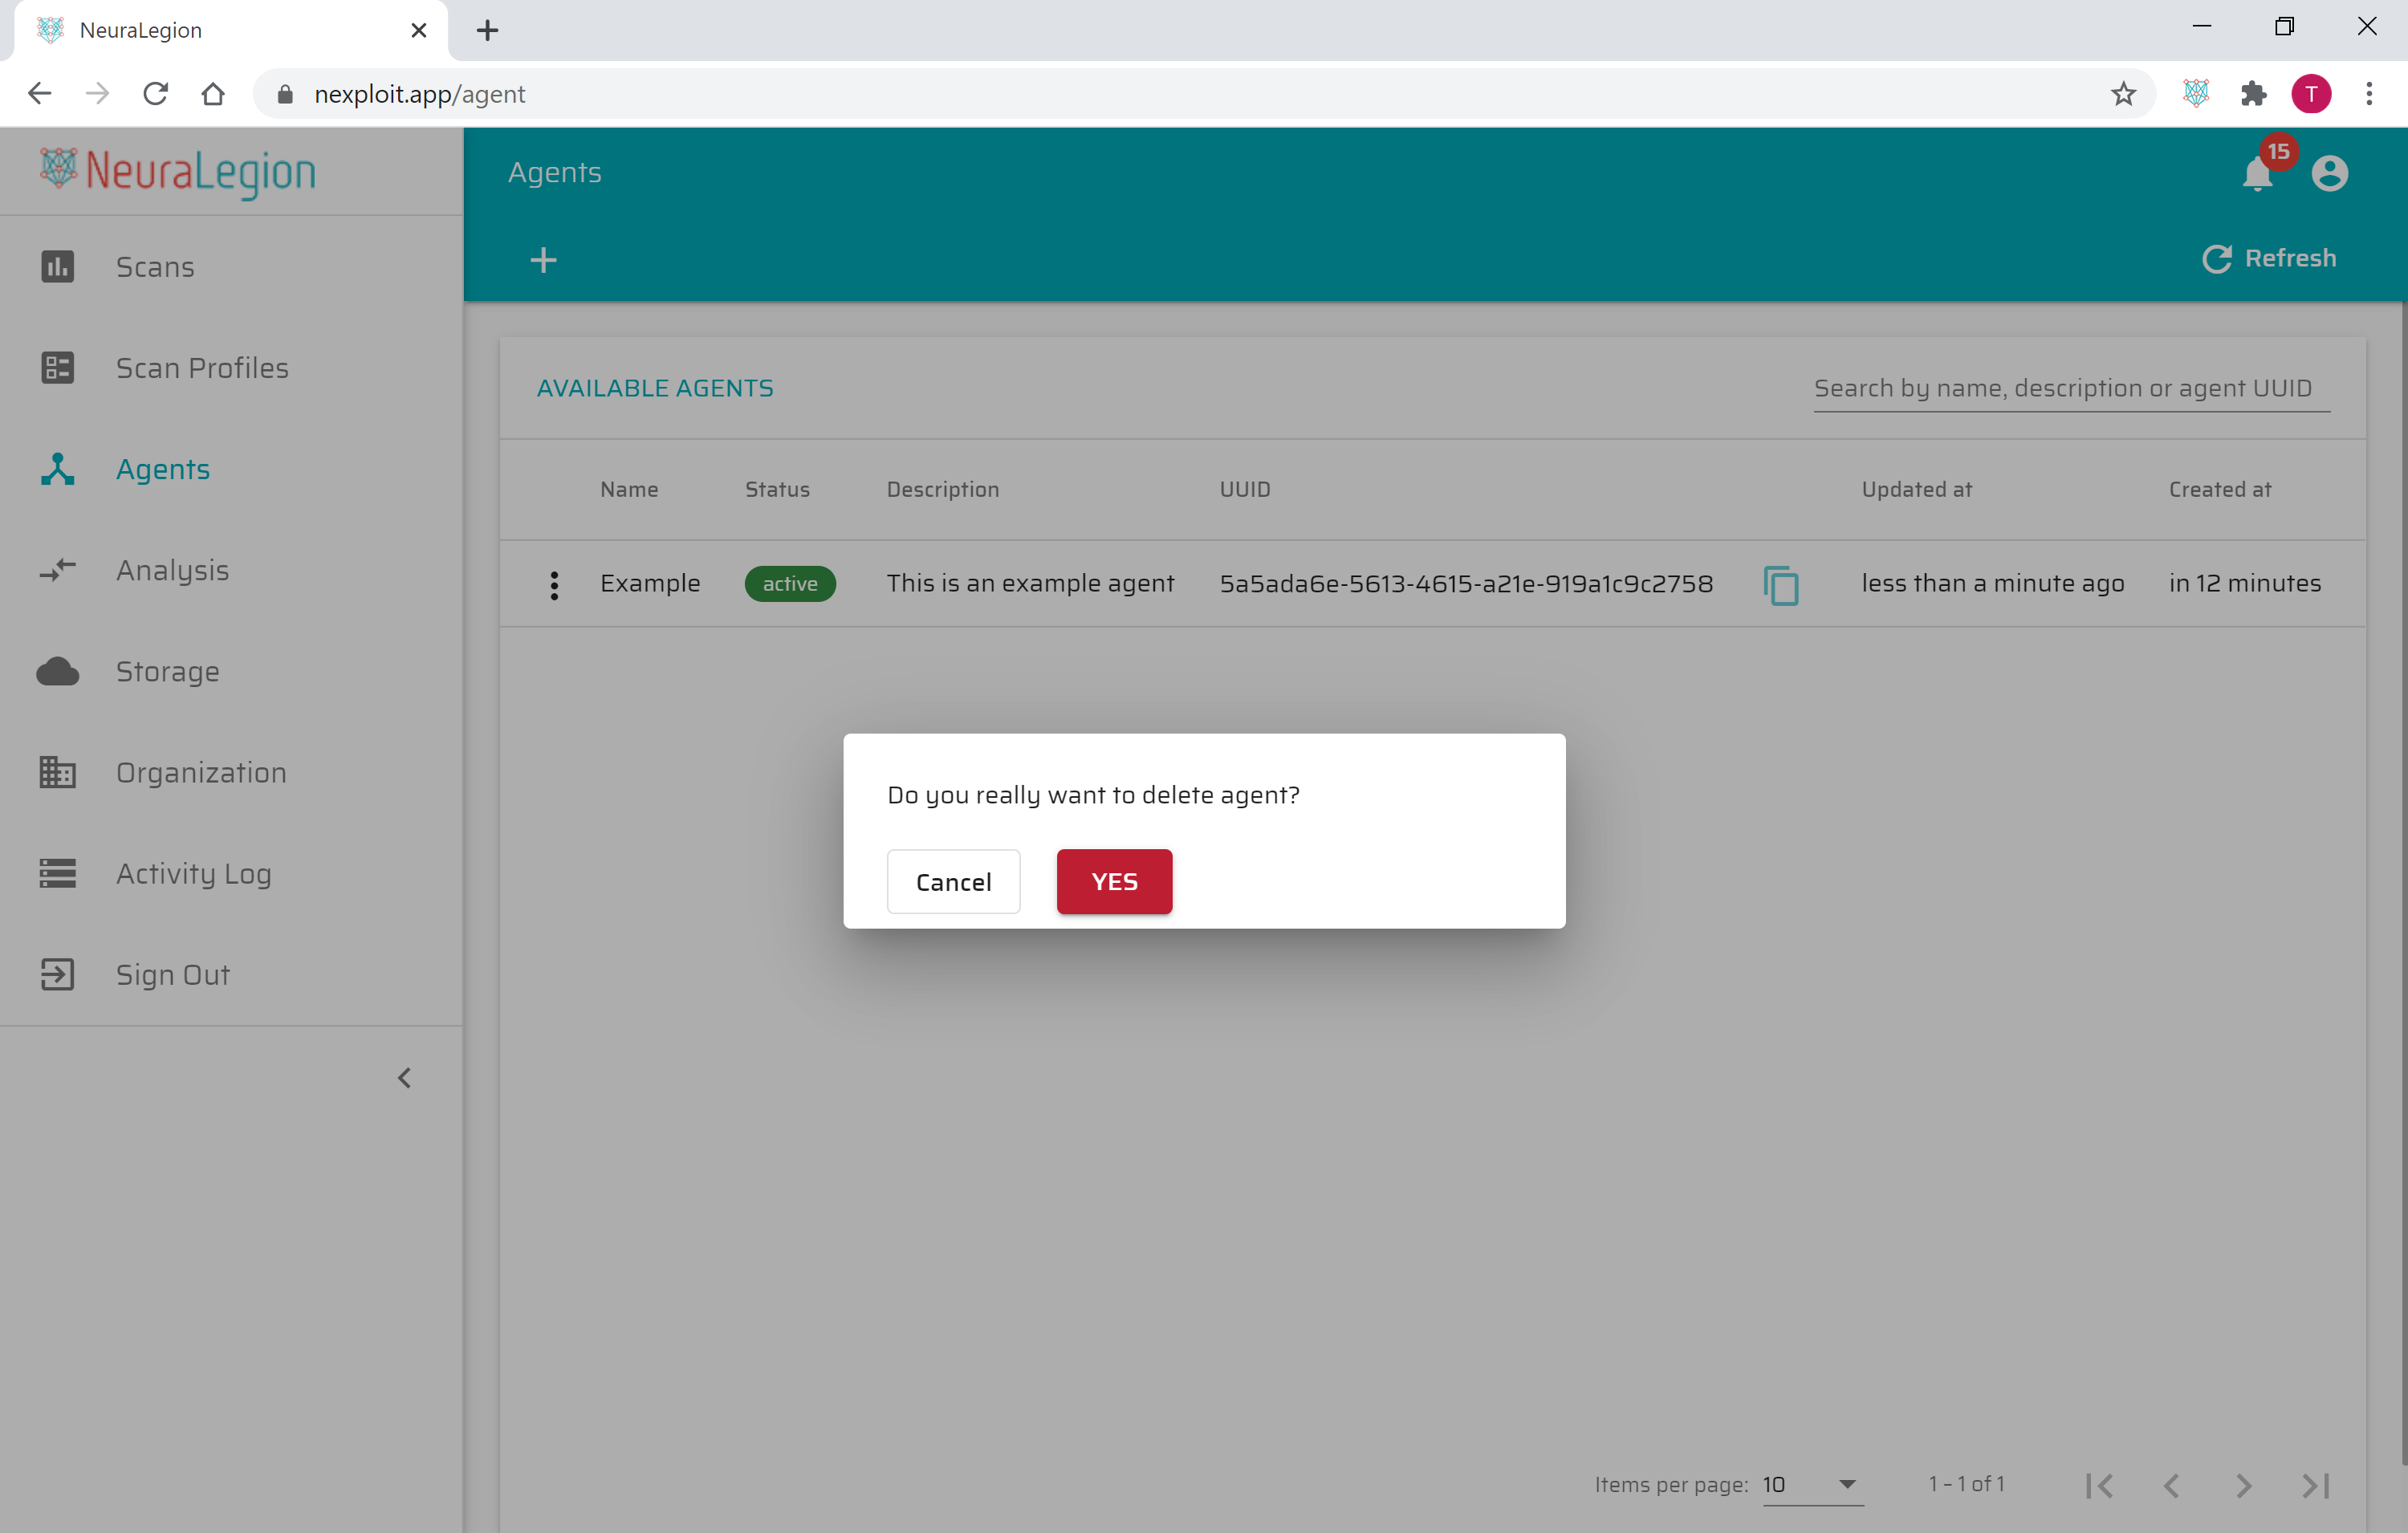 NeuraLegion
nexploit.app/agent
T
NeuraLegion
Agents
15
Refresh
Scans
Scan Profiles
Agents
Analysis
Storage
Organization
Activity Log
Sign Out
AVAILABLE AGENTS
Search by name, description or agent UUID
Name Status Description UUID Updated at Created at
Example active This is an example agent 5a5ada6e-5613-4615-a21e-919a1c9c2758 less than a minute ago in 12 minutes
Do you really want to delete agent?
Cancel YES
Items per page: 10 1 – 1 of 1